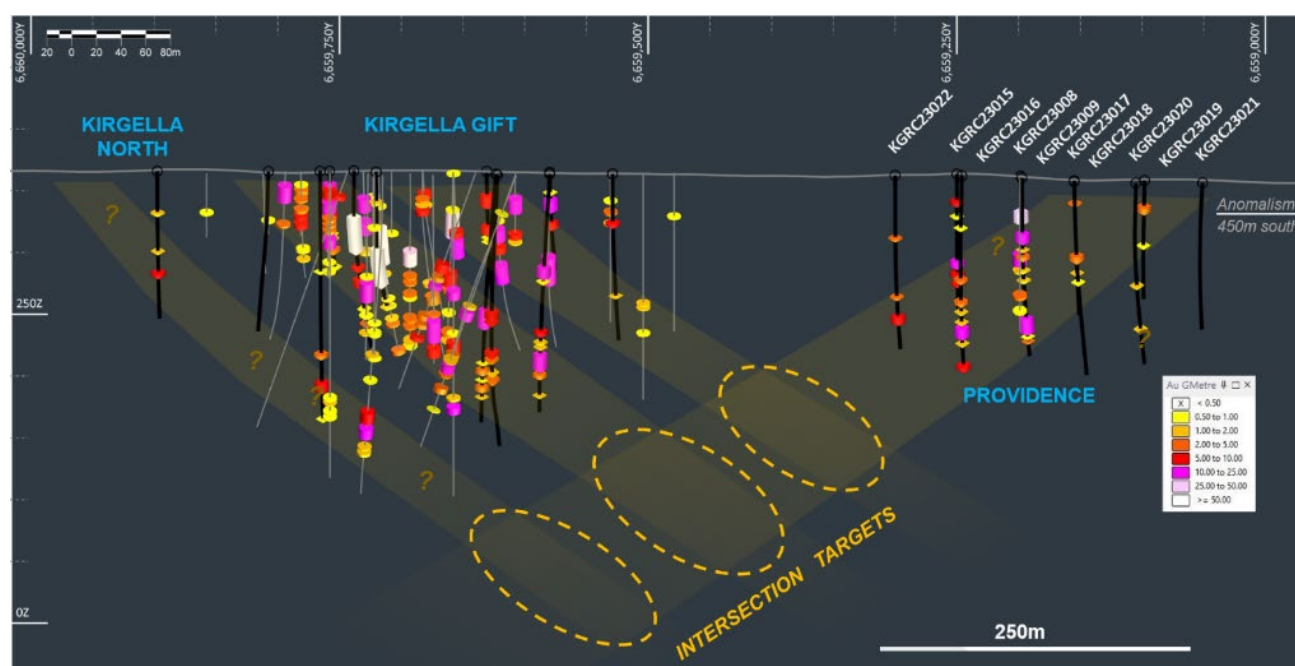 6,660,000Y
6,659,750Y
6,659,500Y
6,659,250Y
6,659,000Y
20 0 20 40 60 80m
KIRGELLA
NORTH
KIRGELLA GIFT
KGRC23022
KGRC23015
KGRC23016
KGRC23008
KGRC23009
KGRC23017
KGRC23018
KGRC23020
KGRC23019
KGRC23021
?
?
Anomalism
450m south
250Z
?
?
?
?
PROVIDENCE
Au GMetre
X < 0.50
0.50 to 1.00
1.00 to 2.00
2.00 to 5.00
5.00 to 10.00
10.00 to 25.00
25.00 to 50.00
>= 50.00
INTERSECTION TARGETS
0Z
250m